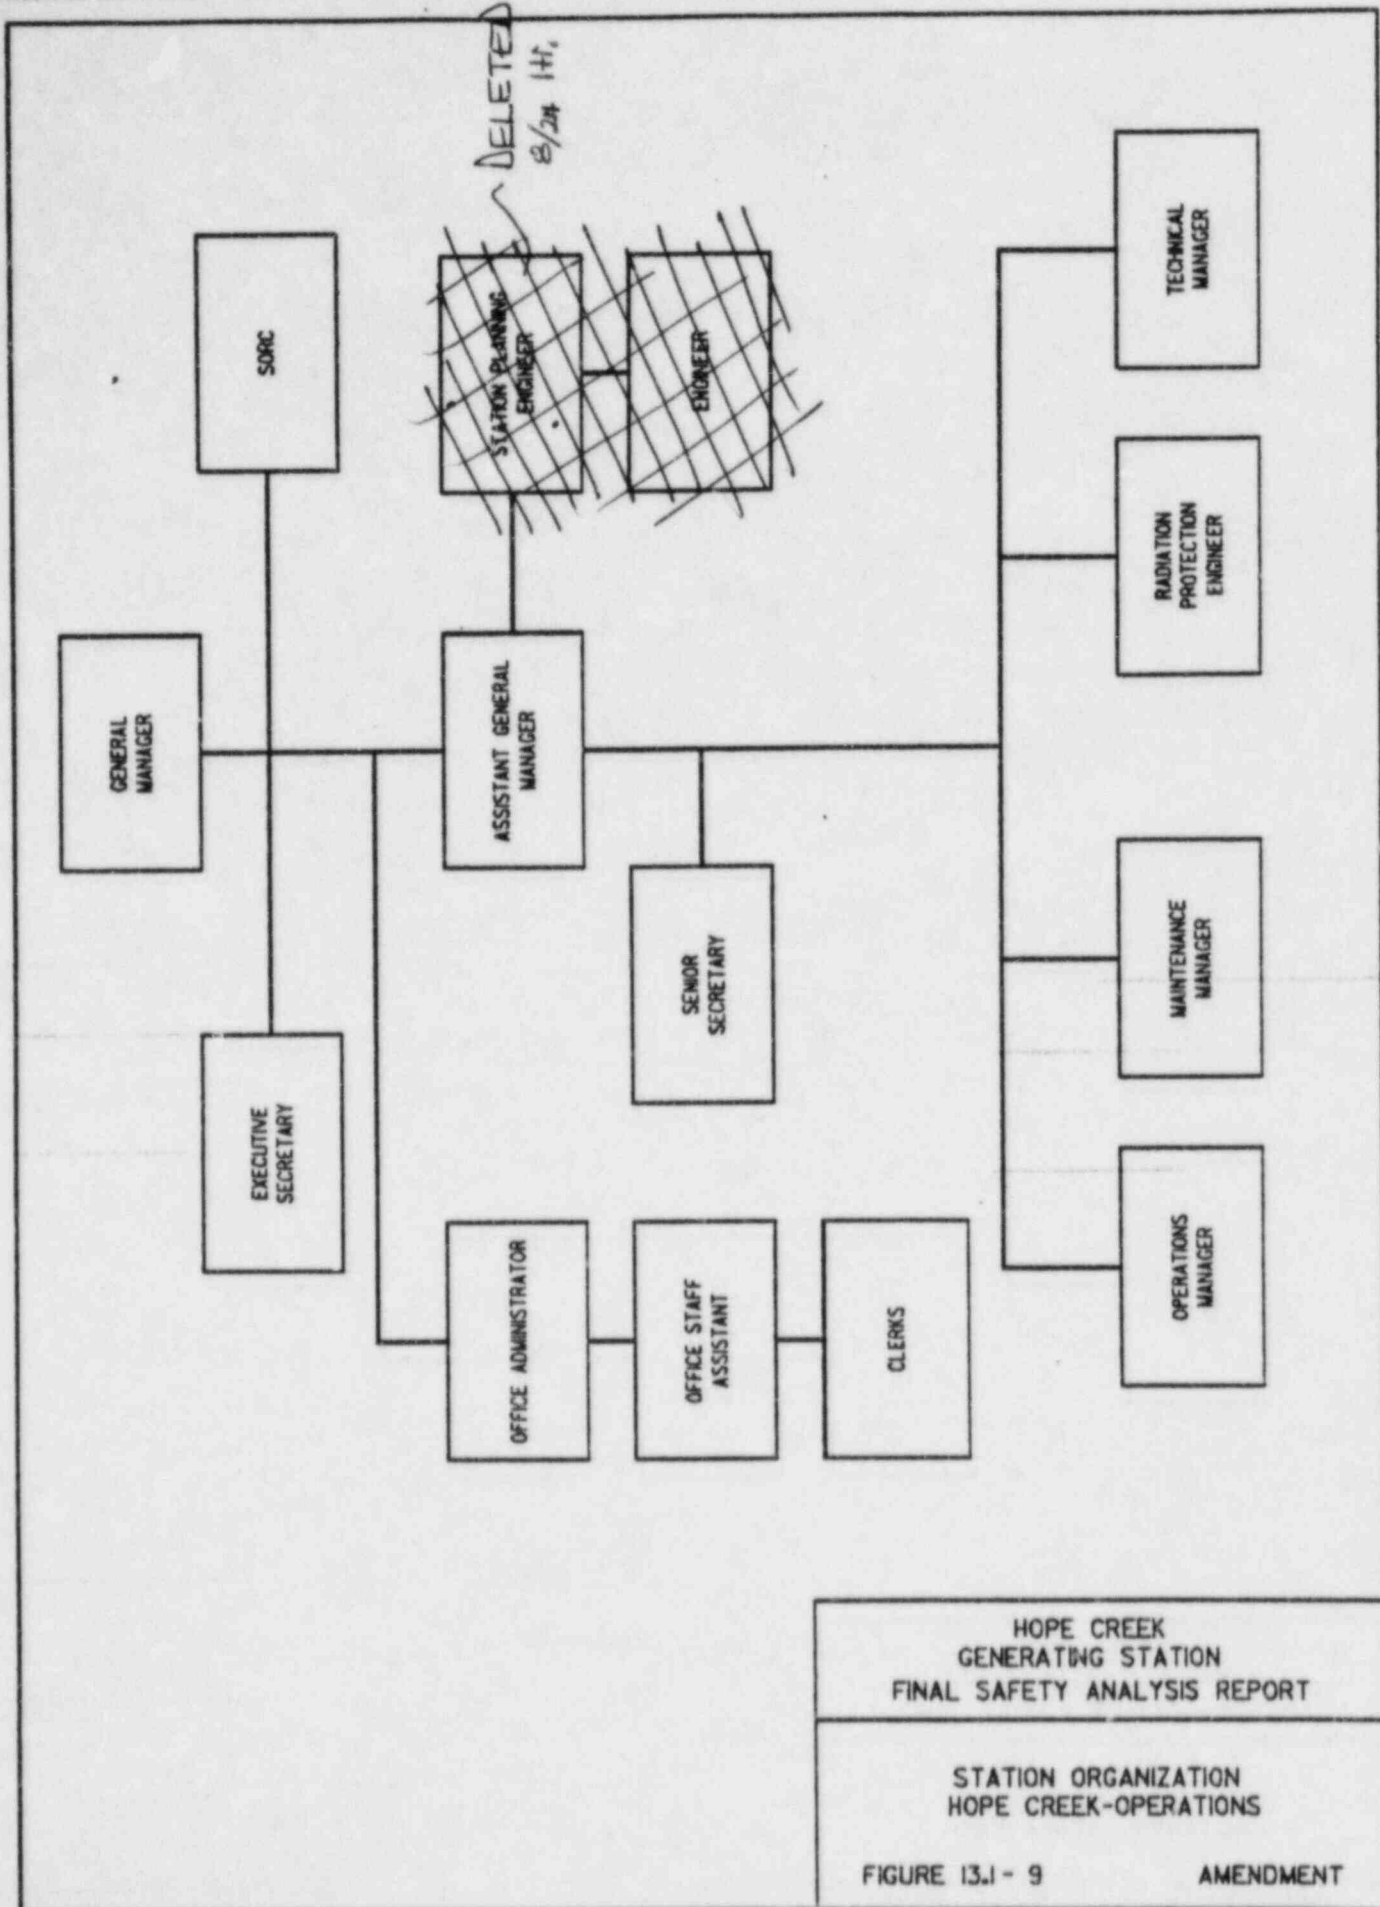 DELETED
8/24 ltr.
GENERAL
MANAGER
EXECUTIVE
SECRETARY
SORC
OFFICE ADMINISTRATOR
ASSISTANT GENERAL
MANAGER
STATION PLANNING
ENGINEER
OFFICE STAFF
ASSISTANT
SENIOR
SECRETARY
ENGINEER
CLERKS
OPERATIONS
MANAGER
MAINTENANCE
MANAGER
RADIATION
PROTECTION
ENGINEER
TECHNICAL
MANAGER
HOPE CREEK
GENERATING STATION
FINAL SAFETY ANALYSIS REPORT
STATION ORGANIZATION
HOPE CREEK-OPERATIONS
FIGURE 13.1 - 9 AMENDMENT